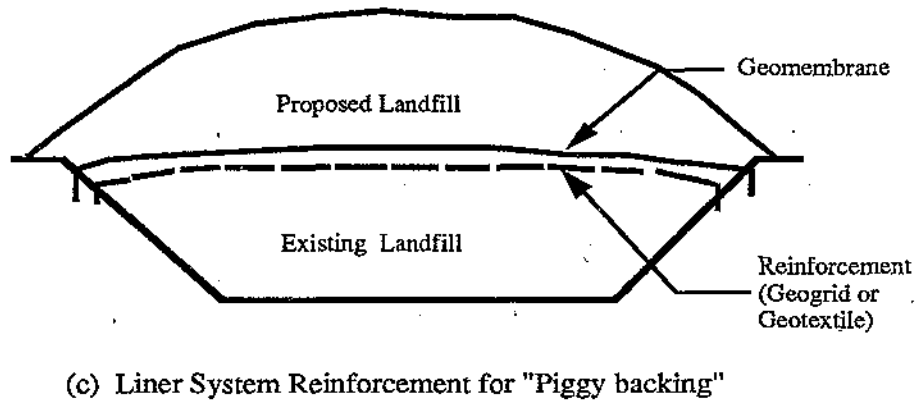 Geomembrane
Proposed Landfill
Existing Landfill
Reinforcement
(Geogrid or
Geotextile)
(c) Liner System Reinforcement for "Piggy backing"